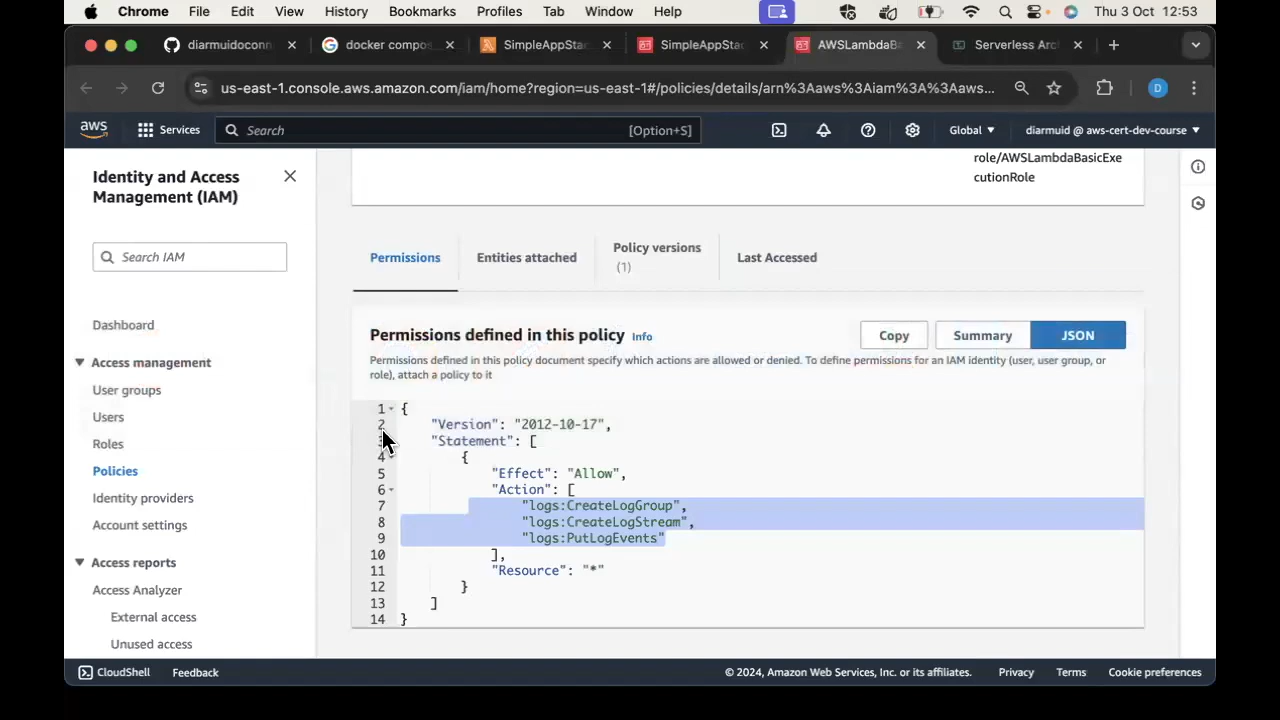 Chrome File Edit View History Bookmarks Profiles Tab Window Help Thu 3 Oct 12:53
diarmuidoconn docker compos SimpleAppStac SimpleAppStac AWSLambdaBa Serverless Arc
us-east-1.console.aws.amazon.com/iam/home?region=us-east-1#/policies/details/arn%3Aaws%3Aiam%3A%3Aaws... D
aws Services Search [Option+S] Global diarmuid @ aws-cert-dev-course
Identity and Access
Management (IAM)
Search IAM
Dashboard
Access management
User groups
Users
Roles
Policies
Identity providers
Account settings
Access reports
Access Analyzer
External access
Unused access
role/AWSLambdaBasicExe
cutionRole
Permissions Entities attached Policy versions (1) Last Accessed
Permissions defined in this policy Info Copy Summary JSON
Permissions defined in this policy document specify which actions are allowed or denied. To define permissions for an IAM identity (user, user group, or
role), attach a policy to it
1 {
2 "Version": "2012-10-17",
"Statement": [
4 {
5 "Effect": "Allow",
6 "Action": [
7 "logs:CreateLogGroup",
8 "logs:CreateLogStream",
9 "logs:PutLogEvents"
10 ],
11 "Resource": "*"
12 }
13 ]
14 }
CloudShell Feedback © 2024, Amazon Web Services, Inc. or its affiliates. Privacy Terms Cookie preferences